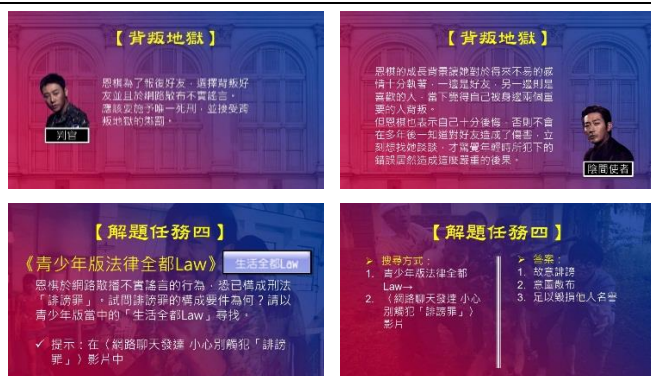 【背叛地獄】
恩棋為了報復好友，選擇背叛好
友並且於網路散布不實謠言。
應該要施予唯一死刑，並接受背
叛地獄的懲罰。
判官
【背叛地獄】
恩棋的成長背景讓她對於得來不易的感
情十分執著，一邊是好友，另一邊則是
喜歡的人，當下覺得自己被身邊兩個重
要的人背叛。
但恩棋也表示自己十分後悔，否則不會
在多年後一知道對好友造成了傷害，立
刻想找她談談，才驚覺年輕時所犯下的
錯誤居然造成這麼嚴重的後果。
陰間使者
【解題任務四】
《青少年版法律全都Law》
生活全都Law
恩棋於網路散播不實謠言的行為，恐已構成刑法
「誹謗罪」，試問誹謗罪的構成要件為何？請以
青少年版當中的「生活全都Law」尋找。
✓ 提示：在〈網路聊天發達 小心別觸犯「誹謗
罪」〉影片中
【解題任務四】
➢ 搜尋方式：
1. 青少年版法律全都
Law→
2. 〈網路聊天發達 小心
別觸犯「誹謗罪」〉
影片
➢ 答案：
1. 故意誹謗
2. 意圖散布
3. 足以毀損他人名譽